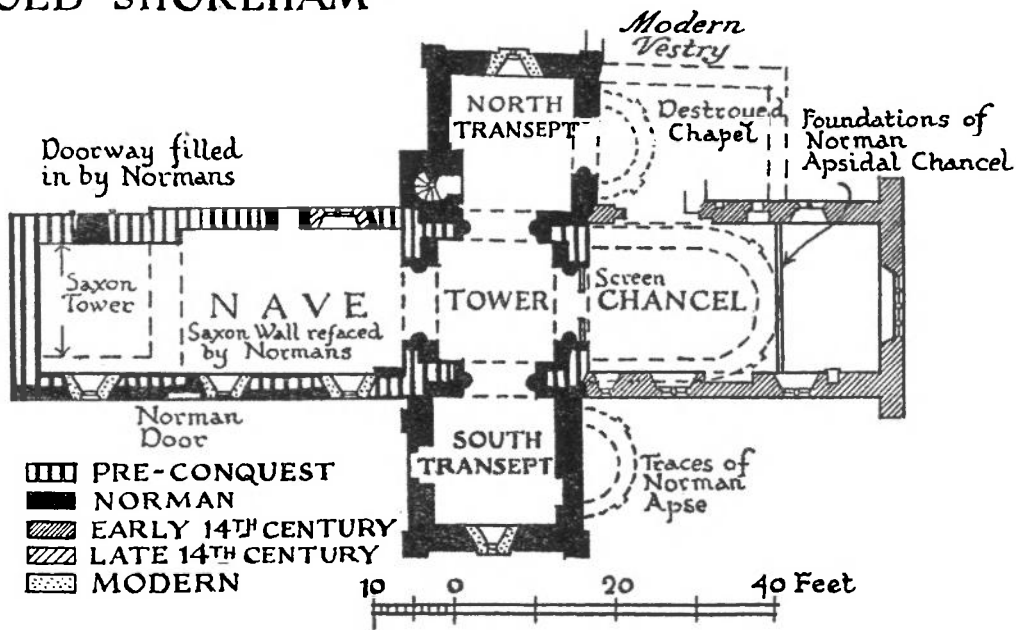 OLD SHOREHAM
Modern
Vestry
NORTH
TRANSEPT
Destroyed
Chapel
Foundations of
Norman
Apsidal Chancel
Doorway filled
in by Normans
Saxon
Tower
NAVE
Saxon Wall refaced
by Normans
TOWER
Screen
CHANCEL
Norman
Door
SOUTH
TRANSEPT
Traces of
Norman
Apse
PRE-CONQUEST
NORMAN
EARLY 14TH CENTURY
LATE 14TH CENTURY
MODERN
10 0 20 40 Feet